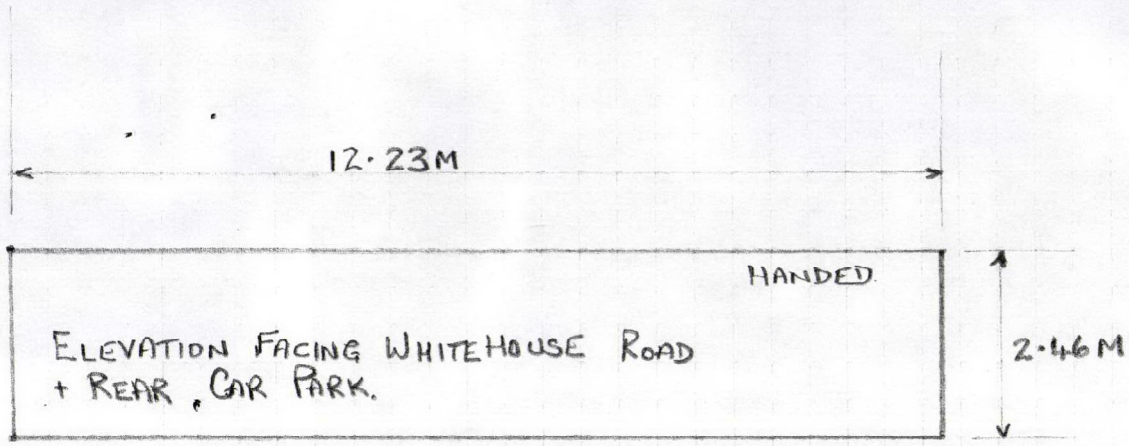 12·23M
HANDED.
ELEVATION FACING WHITEHOUSE ROAD
+ REAR CAR PARK.
2·46M